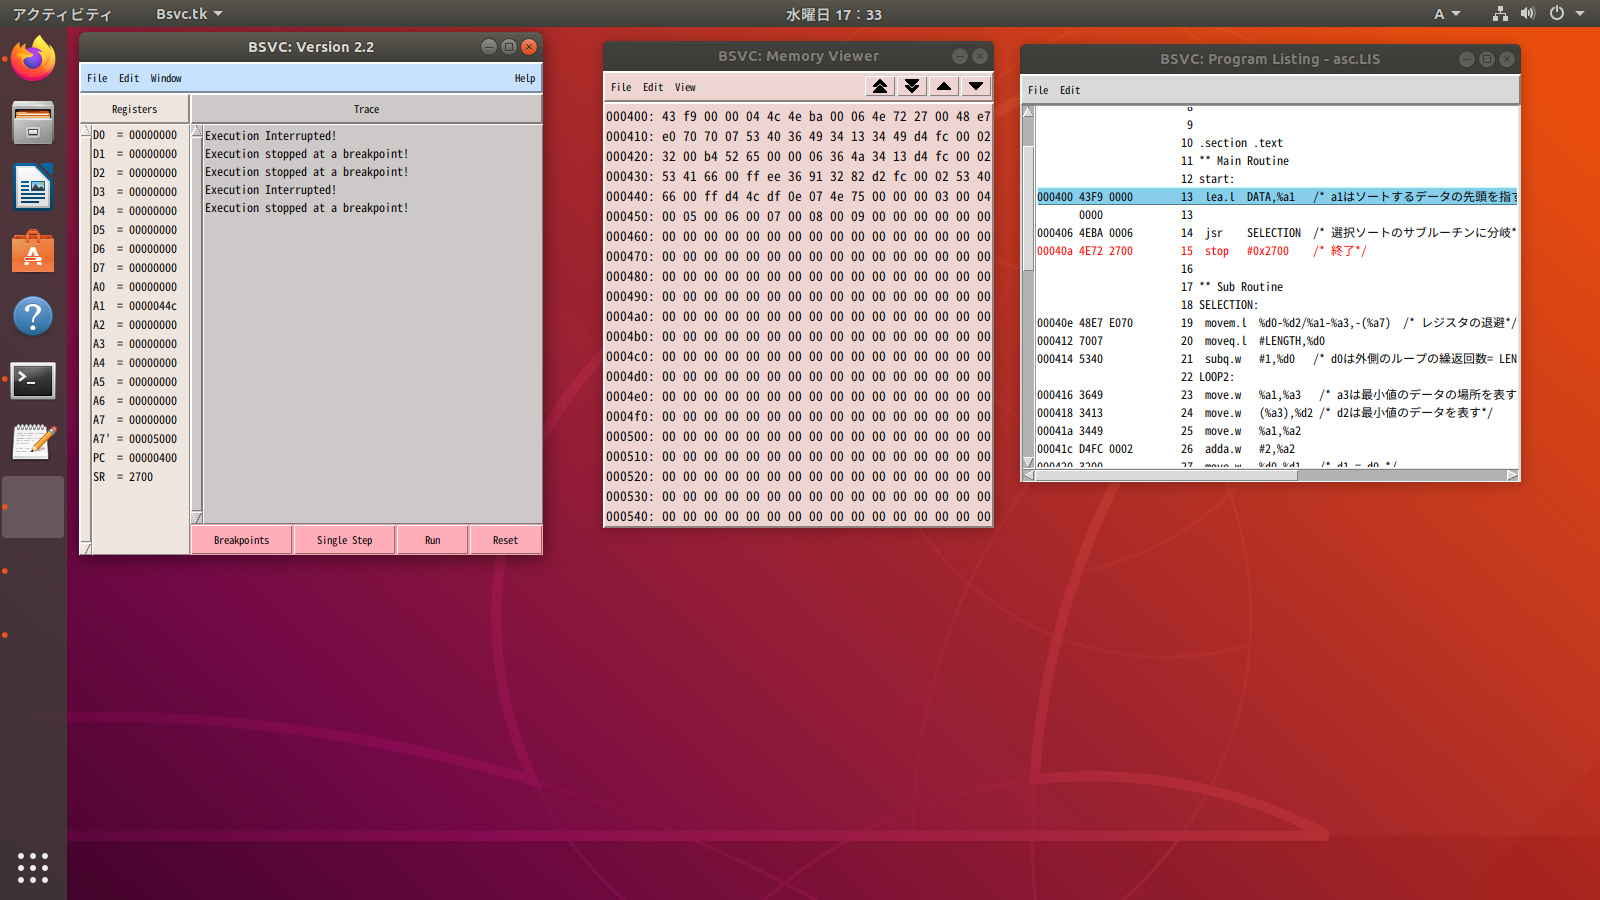 アクティビティ Bsvc.tk 水曜日 17：33 A
BSVC: Version 2.2
File Edit Window Help
Registers Trace
D0 = 00000000
D1 = 00000000
D2 = 00000000
D3 = 00000000
D4 = 00000000
D5 = 00000000
D6 = 00000000
D7 = 00000000
A0 = 00000000
A1 = 0000044c
A2 = 00000000
A3 = 00000000
A4 = 00000000
A5 = 00000000
A6 = 00000000
A7 = 00000000
A7' = 00005000
PC = 00000400
SR = 2700
Execution Interrupted!
Execution stopped at a breakpoint!
Execution stopped at a breakpoint!
Execution Interrupted!
Execution stopped at a breakpoint!
Breakpoints Single Step Run Reset
BSVC: Memory Viewer
File Edit View
000400: 43 f9 00 00 04 4c 4e ba 00 06 4e 72 27 00 48 e7
000410: e0 70 70 07 53 40 36 49 34 13 34 49 d4 fc 00 02
000420: 32 00 b4 52 65 00 00 06 36 4a 34 13 d4 fc 00 02
000430: 53 41 66 00 ff ee 36 91 32 82 d2 fc 00 02 53 40
000440: 66 00 ff d4 4c df 0e 07 4e 75 00 00 00 03 00 04
000450: 00 05 00 06 00 07 00 08 00 09 00 00 00 00 00 00
000460: 00 00 00 00 00 00 00 00 00 00 00 00 00 00 00 00
000470: 00 00 00 00 00 00 00 00 00 00 00 00 00 00 00 00
000480: 00 00 00 00 00 00 00 00 00 00 00 00 00 00 00 00
000490: 00 00 00 00 00 00 00 00 00 00 00 00 00 00 00 00
0004a0: 00 00 00 00 00 00 00 00 00 00 00 00 00 00 00 00
0004b0: 00 00 00 00 00 00 00 00 00 00 00 00 00 00 00 00
0004c0: 00 00 00 00 00 00 00 00 00 00 00 00 00 00 00 00
0004d0: 00 00 00 00 00 00 00 00 00 00 00 00 00 00 00 00
0004e0: 00 00 00 00 00 00 00 00 00 00 00 00 00 00 00 00
0004f0: 00 00 00 00 00 00 00 00 00 00 00 00 00 00 00 00
000500: 00 00 00 00 00 00 00 00 00 00 00 00 00 00 00 00
000510: 00 00 00 00 00 00 00 00 00 00 00 00 00 00 00 00
000520: 00 00 00 00 00 00 00 00 00 00 00 00 00 00 00 00
000530: 00 00 00 00 00 00 00 00 00 00 00 00 00 00 00 00
000540: 00 00 00 00 00 00 00 00 00 00 00 00 00 00 00 00
BSVC: Program Listing - asc.LIS
File Edit
8
9
10 .section .text
11 ** Main Routine
12 start:
000400 43F9 0000 13 lea.l DATA,%a1 /* a1はソートするデータの先頭を指す
0000 13
000406 4EBA 0006 14 jsr SELECTION /* 選択ソートのサブルーチンに分岐*
00040a 4E72 2700 15 stop #0x2700 /* 終了*/
16
17 ** Sub Routine
18 SELECTION:
00040e 48E7 E070 19 movem.l %d0-%d2/%a1-%a3,-(%a7) /* レジスタの退避*/
000412 7007 20 moveq.l #LENGTH,%d0
000414 5340 21 subq.w #1,%d0 /* d0は外側のループの繰返回数= LEN
22 LOOP2:
000416 3649 23 move.w %a1,%a3 /* a3は最小値のデータの場所を表す
000418 3413 24 move.w (%a3),%d2 /* d2は最小値のデータを表す*/
00041a 3449 25 move.w %a1,%a2
00041c D4FC 0002 26 adda.w #2,%a2
000420 3200 27 move.w %d0,%d1 /* d1 = d0 */